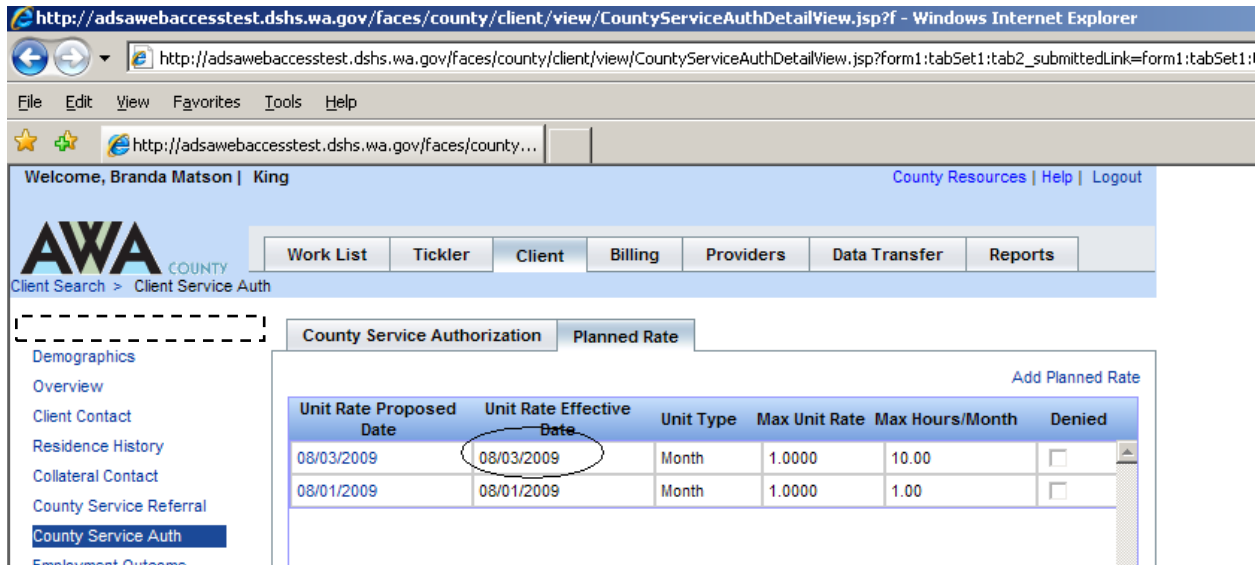 http://adsawebaccesstest.dshs.wa.gov/faces/county/client/view/CountyServiceAuthDetailView.jsp?f - Windows Internet Explorer
http://adsawebaccesstest.dshs.wa.gov/faces/county/client/view/CountyServiceAuthDetailView.jsp?form1:tabSet1:tab2_submittedLink=form1:tabSet1:
File Edit View Favorites Tools Help
http://adsawebaccesstest.dshs.wa.gov/faces/county...
Welcome, Branda Matson | King County Resources | Help | Logout
AWA COUNTY
Work List Tickler Client Billing Providers Data Transfer Reports
Client Search > Client Service Auth
County Service Authorization Planned Rate
Demographics
Overview
Client Contact
Residence History
Collateral Contact
County Service Referral
County Service Auth
Employment Outcome
Add Planned Rate
Unit Rate Proposed Date Unit Rate Effective Date Unit Type Max Unit Rate Max Hours/Month Denied
08/03/2009 08/03/2009 Month 1.0000 10.00
08/01/2009 08/01/2009 Month 1.0000 1.00